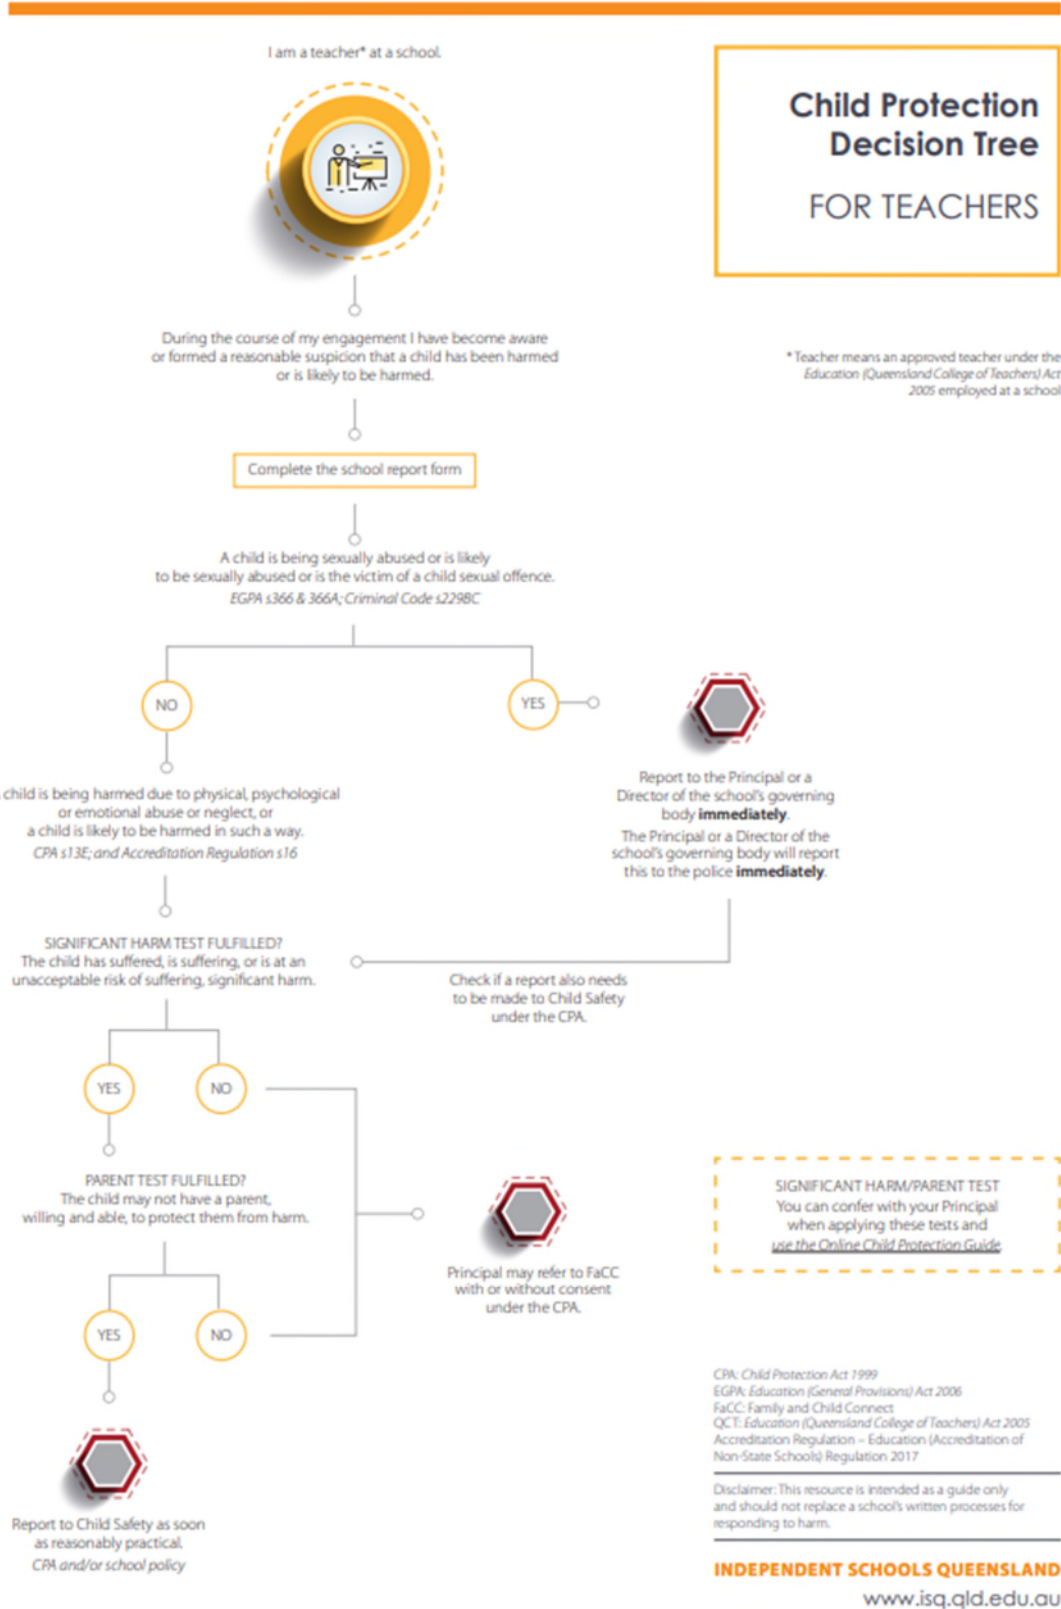 I am a teacher* at a school.
Child Protection
Decision Tree
FOR TEACHERS
During the course of my engagement I have become aware
or formed a reasonable suspicion that a child has been harmed
or is likely to be harmed.
* Teacher means an approved teacher under the
Education (Queensland College of Teachers) Act
2005 employed at a school
Complete the school report form
A child is being sexually abused or is likely
to be sexually abused or is the victim of a child sexual offence.
EGPA s366 & 366A; Criminal Code s229BC
NO
YES
Report to the Principal or a
Director of the school's governing
body immediately.
The Principal or a Director of the
school's governing body will report
this to the police immediately.
child is being harmed due to physical, psychological
or emotional abuse or neglect, or
a child is likely to be harmed in such a way.
CPA s13E; and Accreditation Regulation s16
SIGNIFICANT HARM TEST FULFILLED?
The child has suffered, is suffering, or is at an
unacceptable risk of suffering, significant harm.
Check if a report also needs
to be made to Child Safety
under the CPA.
YES
NO
PARENT TEST FULFILLED?
The child may not have a parent,
willing and able, to protect them from harm.
Principal may refer to FaCC
with or without consent
under the CPA.
SIGNIFICANT HARM/PARENT TEST
You can confer with your Principal
when applying these tests and
use the Online Child Protection Guide.
YES
NO
Report to Child Safety as soon
as reasonably practical.
CPA and/or school policy
CPA: Child Protection Act 1999
EGPA: Education (General Provisions) Act 2006
FaCC: Family and Child Connect
QCT: Education (Queensland College of Teachers) Act 2005
Accreditation Regulation – Education (Accreditation of
Non-State Schools) Regulation 2017
Disclaimer: This resource is intended as a guide only
and should not replace a school's written processes for
responding to harm.
INDEPENDENT SCHOOLS QUEENSLAND
www.isq.qld.edu.au